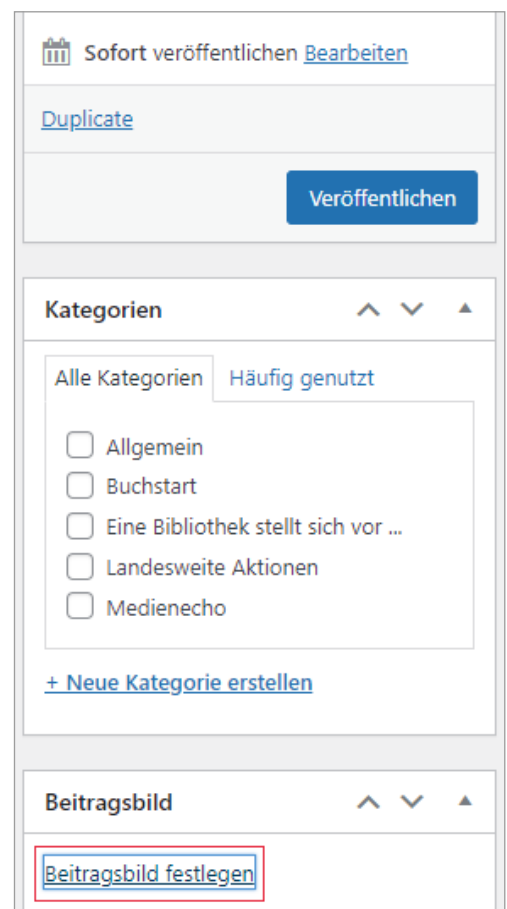 Sofort veröffentlichen Bearbeiten
Duplicate
Veröffentlichen
Kategorien
Alle Kategorien Häufig genutzt
Allgemein
Buchstart
Eine Bibliothek stellt sich vor ...
Landesweite Aktionen
Medienecho
+ Neue Kategorie erstellen
Beitragsbild
Beitragsbild festlegen